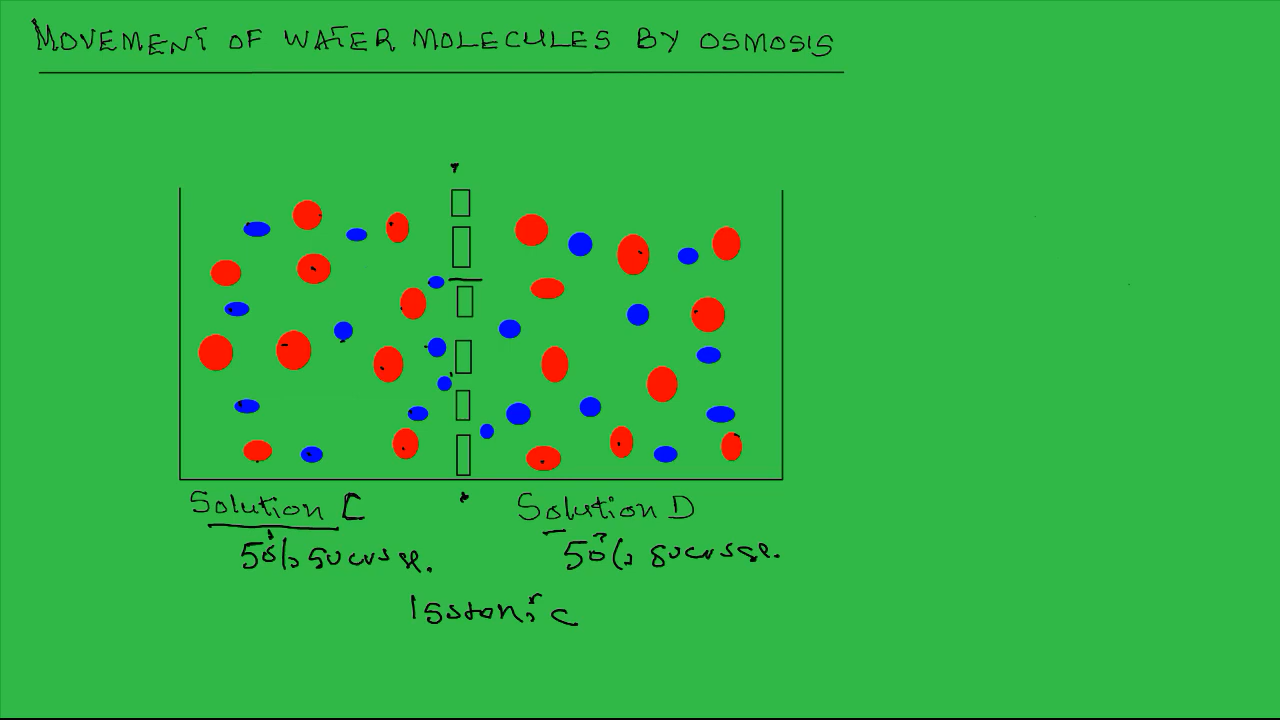 MOVEMENT OF WATER MOLECULES BY OSMOSIS
Solution C
Solution D
50% sucrose.
50% sucrose.
Isotonic